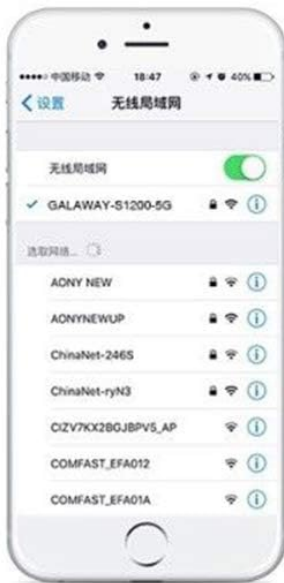 中国移动 18:47 40%
设置 无线局域网
无线局域网
GALAWAY-S1200-5G
选取网络...
AONY NEW
AONYNEWUP
ChinaNet-246S
ChinaNet-ryN3
CIZV7KX2BGJBPV5_AP
COMFAST_EFA012
COMFAST_EFA01A